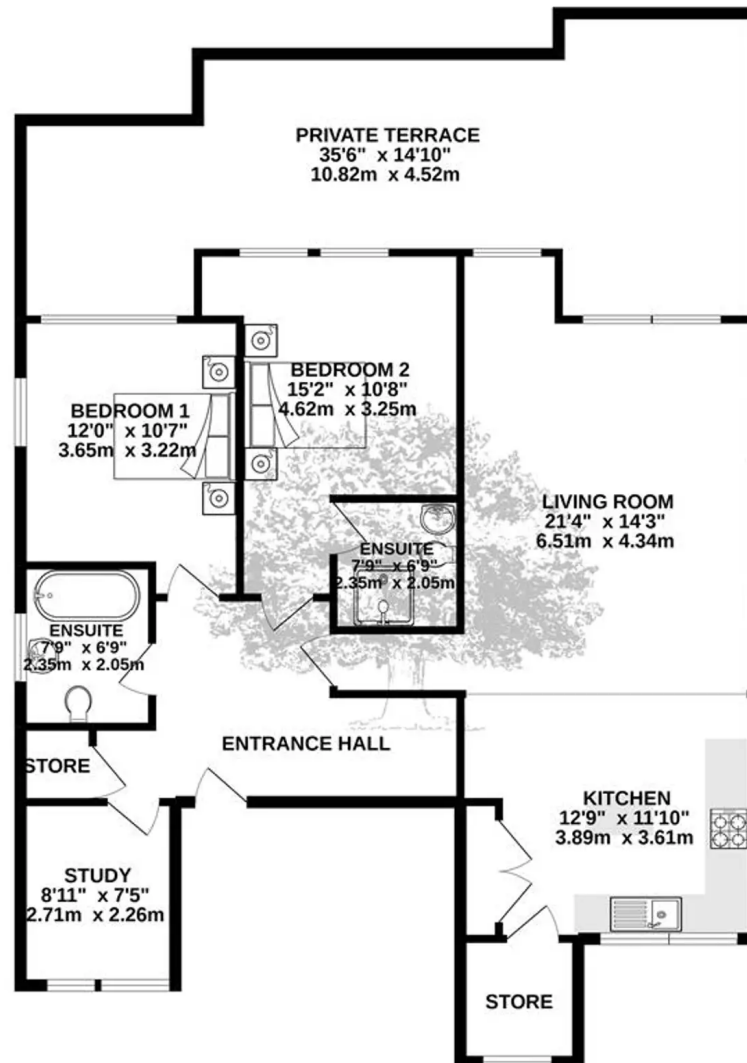 PRIVATE TERRACE
35'6" x 14'10"
10.82m x 4.52m
BEDROOM 1
12'0" x 10'7"
3.65m x 3.22m
BEDROOM 2
15'2" x 10'8"
4.62m x 3.25m
LIVING ROOM
21'4" x 14'3"
6.51m x 4.34m
ENSUITE
7'9" x 6'9"
2.35m x 2.05m
ENSUITE
7'9" x 6'9"
2.35m x 2.05m
STORE
ENTRANCE HALL
KITCHEN
12'9" x 11'10"
3.89m x 3.61m
STUDY
8'11" x 7'5"
2.71m x 2.26m
STORE